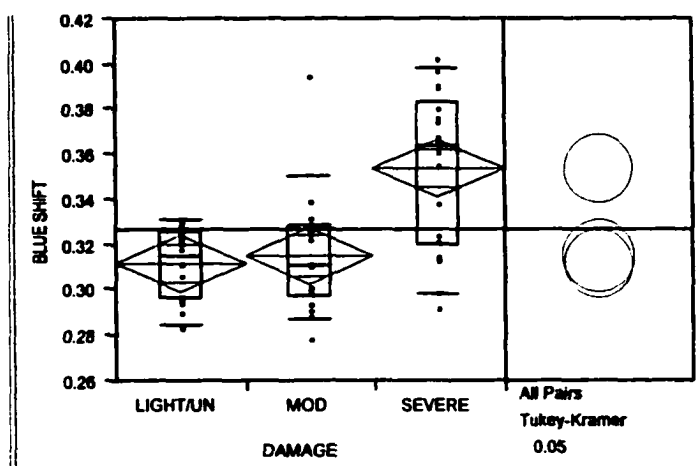 0.42
0.40
0.38
0.36
0.34
0.32
0.30
0.28
0.26
BLUE SHIFT
LIGHT/UN MOD SEVERE
DAMAGE
All Pairs
Tukey-Kramer
0.05